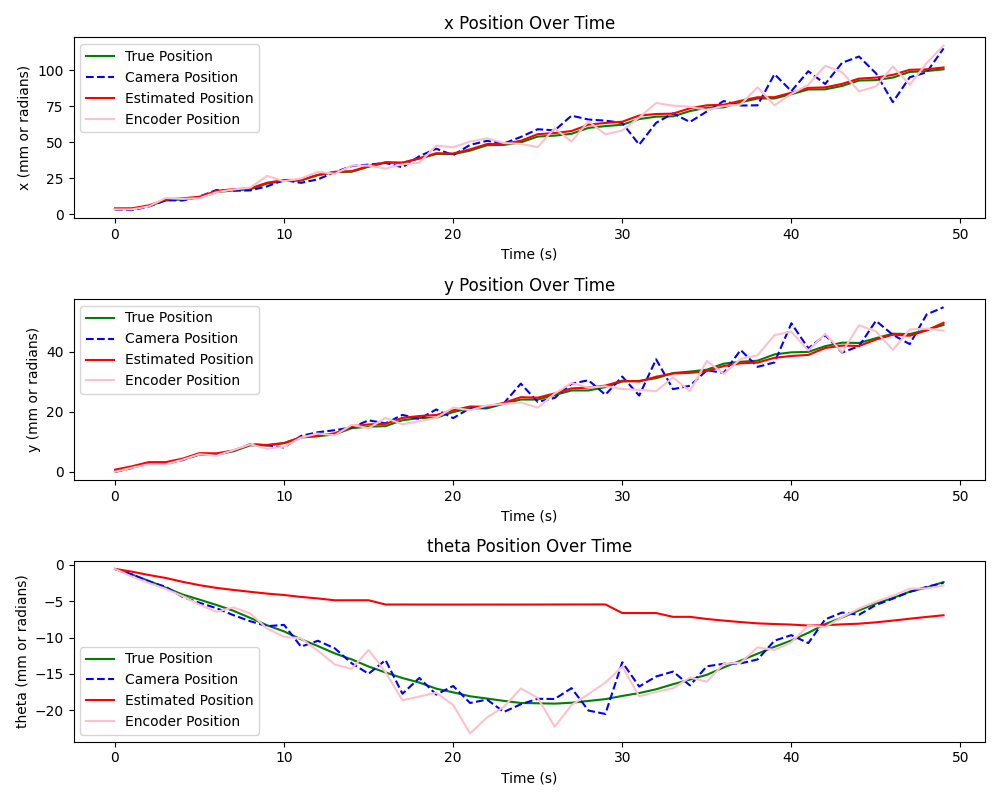 x Position Over Time
True Position
Camera Position
Estimated Position
Encoder Position
x (mm or radians)
100
75
50
25
0
0 10 20 30 40 50
Time (s)
y Position Over Time
True Position
Camera Position
Estimated Position
Encoder Position
y (mm or radians)
40
20
0
0 10 20 30 40 50
Time (s)
theta Position Over Time
0
−5
−10
−15
−20
theta (mm or radians)
True Position
Camera Position
Estimated Position
Encoder Position
0 10 20 30 40 50
Time (s)